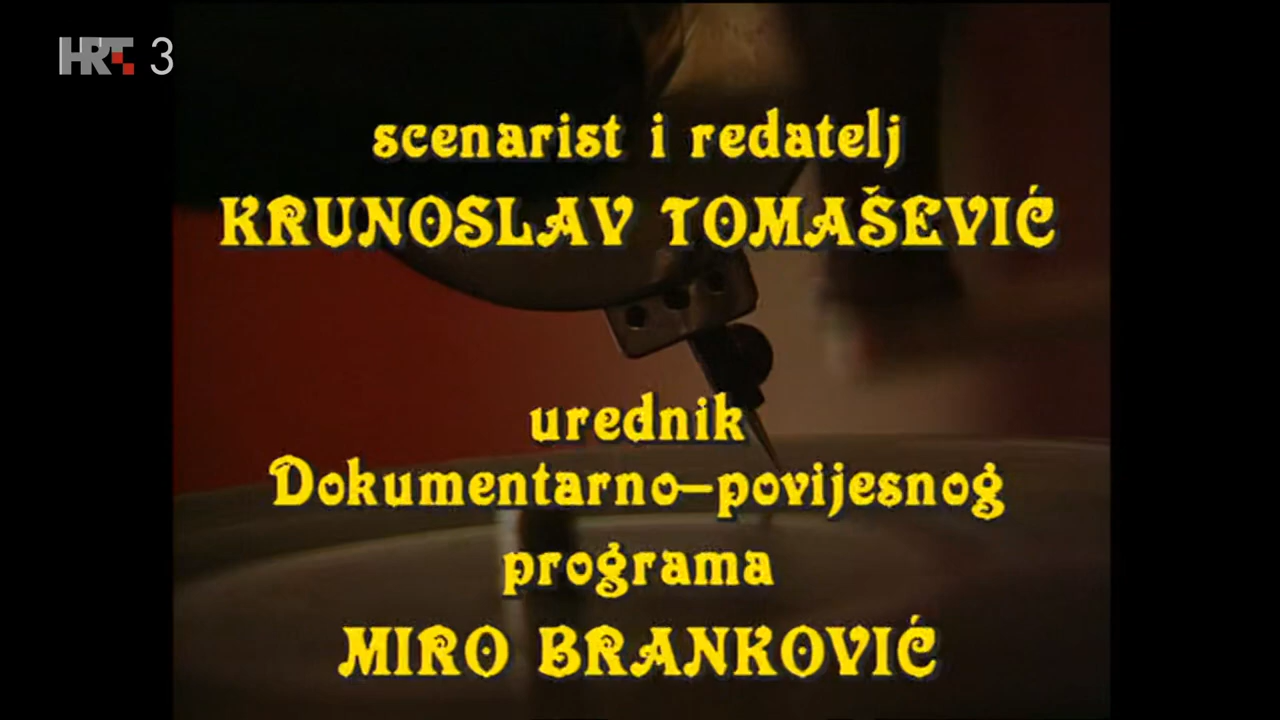 HRT 3
scenarist i redatelj
KRUNOSLAV TOMAŠEVIĆ
urednik
Dokumentarno–povijesnog
programa
MIRO BRANKOVIĆ